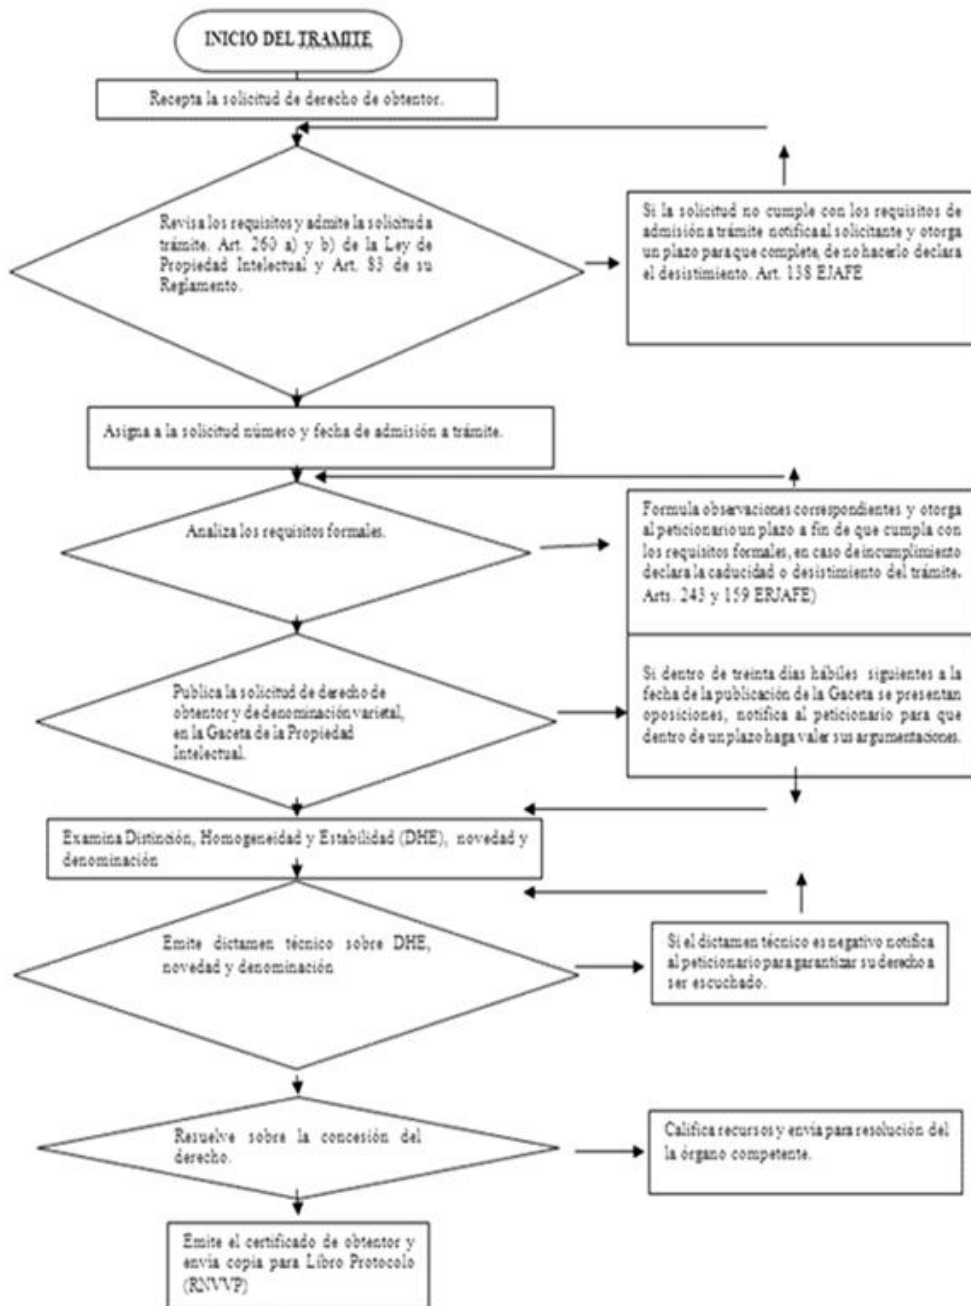 INICIO DEL TRAMITE
Recepta la solicitud de derecho de obtentor.
Revisa los requisitos y admite la solicitud a
trámite. Art. 260 a) y b) de la Ley de
Propiedad Intelectual y Art. 83 de su
Reglamento.
Si la solicitud no cumple con los requisitos de
admisión a trámite notifica al solicitante y otorga
un plazo para que complete, de no hacerlo declara
el desistimiento. Art. 138 EJAFE
Asigna a la solicitud número y fecha de admisión a trámite.
Analiza los requisitos formales.
Formula observaciones correspondientes y otorga
al peticionario un plazo a fin de que cumpla con
los requisitos formales, en caso de incumplimiento
declara la caducidad o desistimiento del trámite.
Arts. 243 y 159 ERJAFE)
Publica la solicitud de derecho de
obtentor y de denominación varietal,
en la Gaceta de la Propiedad
Intelectual.
Si dentro de treinta días hábiles siguientes a la
fecha de la publicación de la Gaceta se presentan
oposiciones, notifica al peticionario para que
dentro de un plazo haga valer sus argumentaciones.
Examina Distinción, Homogeneidad y Estabilidad (DHE), novedad y
denominación
Emite dictamen técnico sobre DHE,
novedad y denominación
Si el dictamen técnico es negativo notifica
al peticionario para garantizar su derecho a
ser escuchado.
Resuelve sobre la concesión del
derecho.
Califica recursos y envía para resolución del
la órgano competente.
Emite el certificado de obtentor y
envía copia para Libro Protocolo
(RNVVP)